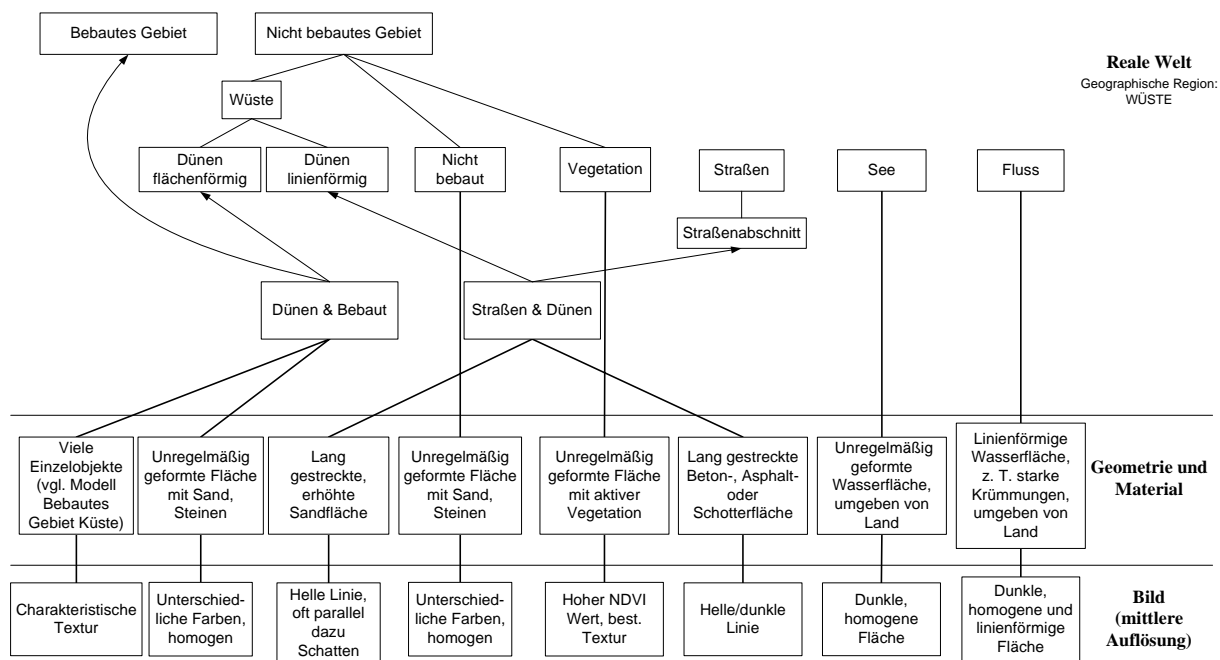 Bebautes Gebiet
Nicht bebautes Gebiet
Reale Welt
Geographische Region:
WÜSTE
Wüste
Dünen
flächenförmig
Dünen
linienförmig
Nicht
bebaut
Vegetation
Straßen
See
Fluss
Straßenabschnitt
Dünen & Bebaut
Straßen & Dünen
Viele
Einzelobjekte
(vgl. Modell
Bebautes
Gebiet Küste)
Unregelmäßig
geformte Fläche
mit Sand,
Steinen
Lang
gestreckte,
erhöhte
Sandfläche
Unregelmäßig
geformte Fläche
mit Sand,
Steinen
Unregelmäßig
geformte Fläche
mit aktiver
Vegetation
Lang gestreckte
Beton-, Asphalt-
oder
Schotterfläche
Unregelmäßig
geformte
Wasserfläche,
umgeben von
Land
Linienförmige
Wasserfläche,
z. T. starke
Krümmungen,
umgeben von
Land
Geometrie und
Material
Charakteristische
Textur
Unterschied-
liche Farben,
homogen
Helle Linie,
oft parallel
dazu
Schatten
Unterschied-
liche Farben,
homogen
Hoher NDVI
Wert, best.
Textur
Helle/dunkle
Linie
Dunkle,
homogene
Fläche
Dunkle,
homogene und
linienförmige
Fläche
Bild
(mittlere
Auflösung)